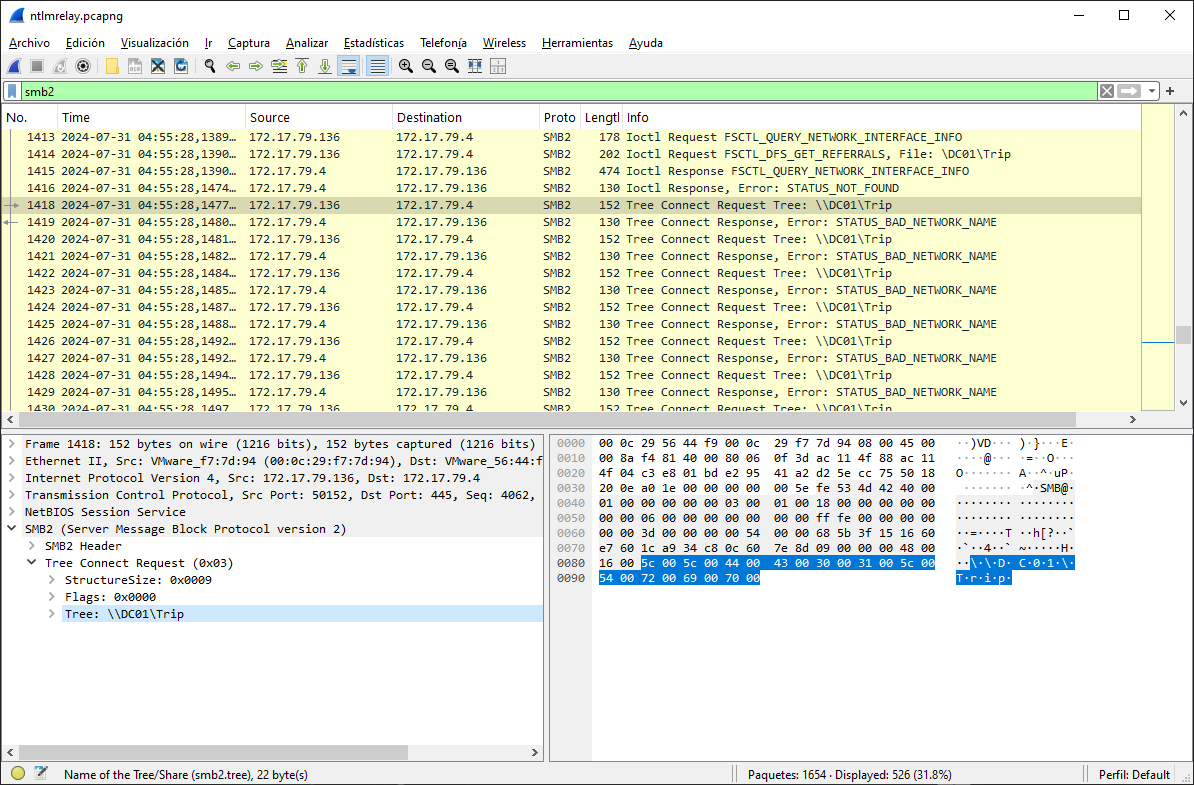 ntlmrelay.pcapng
Archivo Edición Visualización Ir Captura Analizar Estadísticas Telefonía Wireless Herramientas Ayuda
smb2
No. Time Source Destination Proto Lengtl Info
1413 2024-07-31 04:55:28,1389… 172.17.79.136 172.17.79.4 SMB2 178 Ioctl Request FSCTL_QUERY_NETWORK_INTERFACE_INFO
1414 2024-07-31 04:55:28,1390… 172.17.79.136 172.17.79.4 SMB2 202 Ioctl Request FSCTL_DFS_GET_REFERRALS, File: \DC01\Trip
1415 2024-07-31 04:55:28,1390… 172.17.79.4 172.17.79.136 SMB2 474 Ioctl Response FSCTL_QUERY_NETWORK_INTERFACE_INFO
1416 2024-07-31 04:55:28,1474… 172.17.79.4 172.17.79.136 SMB2 130 Ioctl Response, Error: STATUS_NOT_FOUND
1418 2024-07-31 04:55:28,1477… 172.17.79.136 172.17.79.4 SMB2 152 Tree Connect Request Tree: \\DC01\Trip
1419 2024-07-31 04:55:28,1480… 172.17.79.4 172.17.79.136 SMB2 130 Tree Connect Response, Error: STATUS_BAD_NETWORK_NAME
1420 2024-07-31 04:55:28,1481… 172.17.79.136 172.17.79.4 SMB2 152 Tree Connect Request Tree: \\DC01\Trip
1421 2024-07-31 04:55:28,1482… 172.17.79.4 172.17.79.136 SMB2 130 Tree Connect Response, Error: STATUS_BAD_NETWORK_NAME
1422 2024-07-31 04:55:28,1484… 172.17.79.136 172.17.79.4 SMB2 152 Tree Connect Request Tree: \\DC01\Trip
1423 2024-07-31 04:55:28,1485… 172.17.79.4 172.17.79.136 SMB2 130 Tree Connect Response, Error: STATUS_BAD_NETWORK_NAME
1424 2024-07-31 04:55:28,1487… 172.17.79.136 172.17.79.4 SMB2 152 Tree Connect Request Tree: \\DC01\Trip
1425 2024-07-31 04:55:28,1488… 172.17.79.4 172.17.79.136 SMB2 130 Tree Connect Response, Error: STATUS_BAD_NETWORK_NAME
1426 2024-07-31 04:55:28,1492… 172.17.79.136 172.17.79.4 SMB2 152 Tree Connect Request Tree: \\DC01\Trip
1427 2024-07-31 04:55:28,1492… 172.17.79.4 172.17.79.136 SMB2 130 Tree Connect Response, Error: STATUS_BAD_NETWORK_NAME
1428 2024-07-31 04:55:28,1494… 172.17.79.136 172.17.79.4 SMB2 152 Tree Connect Request Tree: \\DC01\Trip
1429 2024-07-31 04:55:28,1495… 172.17.79.4 172.17.79.136 SMB2 130 Tree Connect Response, Error: STATUS_BAD_NETWORK_NAME
1430 2024-07-31 04:55:28,1497… 172.17.79.136 172.17.79.4 SMB2 152 Tree Connect Request Tree: \\DC01\Trip
Frame 1418: 152 bytes on wire (1216 bits), 152 bytes captured (1216 bits)
Ethernet II, Src: VMware_f7:7d:94 (00:0c:29:f7:7d:94), Dst: VMware_56:44:f
Internet Protocol Version 4, Src: 172.17.79.136, Dst: 172.17.79.4
Transmission Control Protocol, Src Port: 50152, Dst Port: 445, Seq: 4062,
NetBIOS Session Service
SMB2 (Server Message Block Protocol version 2)
SMB2 Header
Tree Connect Request (0x03)
StructureSize: 0x0009
Flags: 0x0000
Tree: \\DC01\Trip
0000 00 0c 29 56 44 f9 00 0c 29 f7 7d 94 08 00 45 00 ··)VD··· )·}···E·
0010 00 8a f4 81 40 00 80 06 0f 3d ac 11 4f 88 ac 11 ····@··· ·=··O···
0020 4f 04 c3 e8 01 bd e2 95 41 a2 d2 5e cc 75 50 18 O······· A··^·uP·
0030 20 0e a0 1e 00 00 00 00 00 5e fe 53 4d 42 40 00 ······· ·^·SMB@·
0040 01 00 00 00 00 00 03 00 01 00 18 00 00 00 00 00 ········ ········
0050 00 00 06 00 00 00 00 00 00 ff fe 00 00 00 00 00 ········ ········
0060 00 00 3d 00 00 00 00 54 00 00 68 5b 3f 15 16 60 ··=····T ··h[?··`
0070 e7 60 1c a9 34 c8 0c 60 7e 8d 09 00 00 00 48 00 ·`··4··` ~·····H·
0080 16 00 5c 00 5c 00 44 00 43 00 30 00 31 00 5c 00 ··\·\·D· C·0·1·\·
0090 54 00 72 00 69 00 70 00 T·r·i·p·
Name of the Tree/Share (smb2.tree), 22 byte(s)
Paquetes: 1654 · Displayed: 526 (31.8%)
Perfil: Default